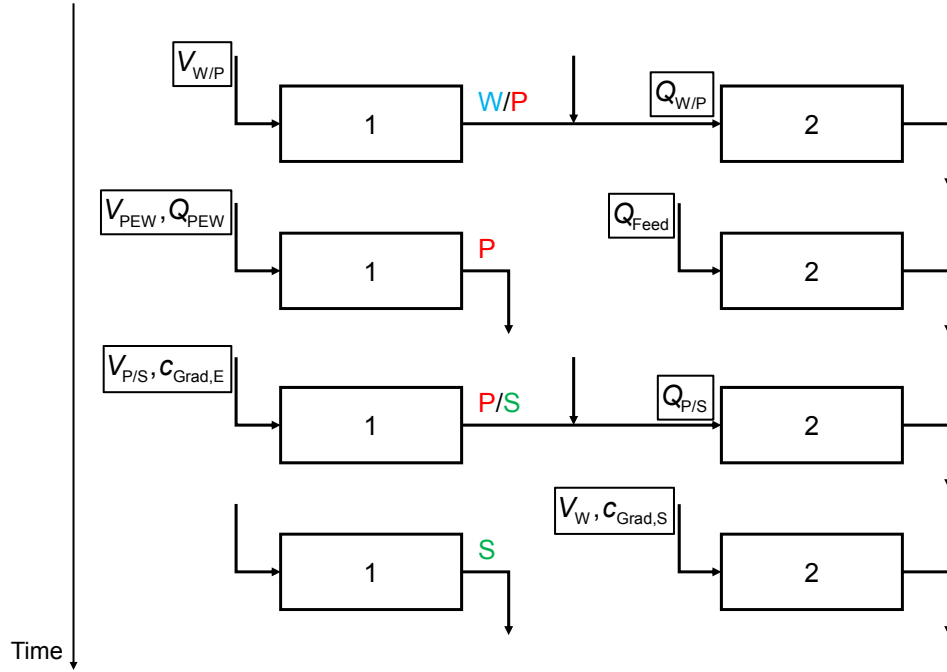 V_W/P
W/P
Q_W/P
1
2
V_PEW, Q_PEW
P
Q_Feed
1
2
V_P/S, c_Grad,E
P/S
Q_P/S
1
2
V_W, c_Grad,S
S
1
2
Time